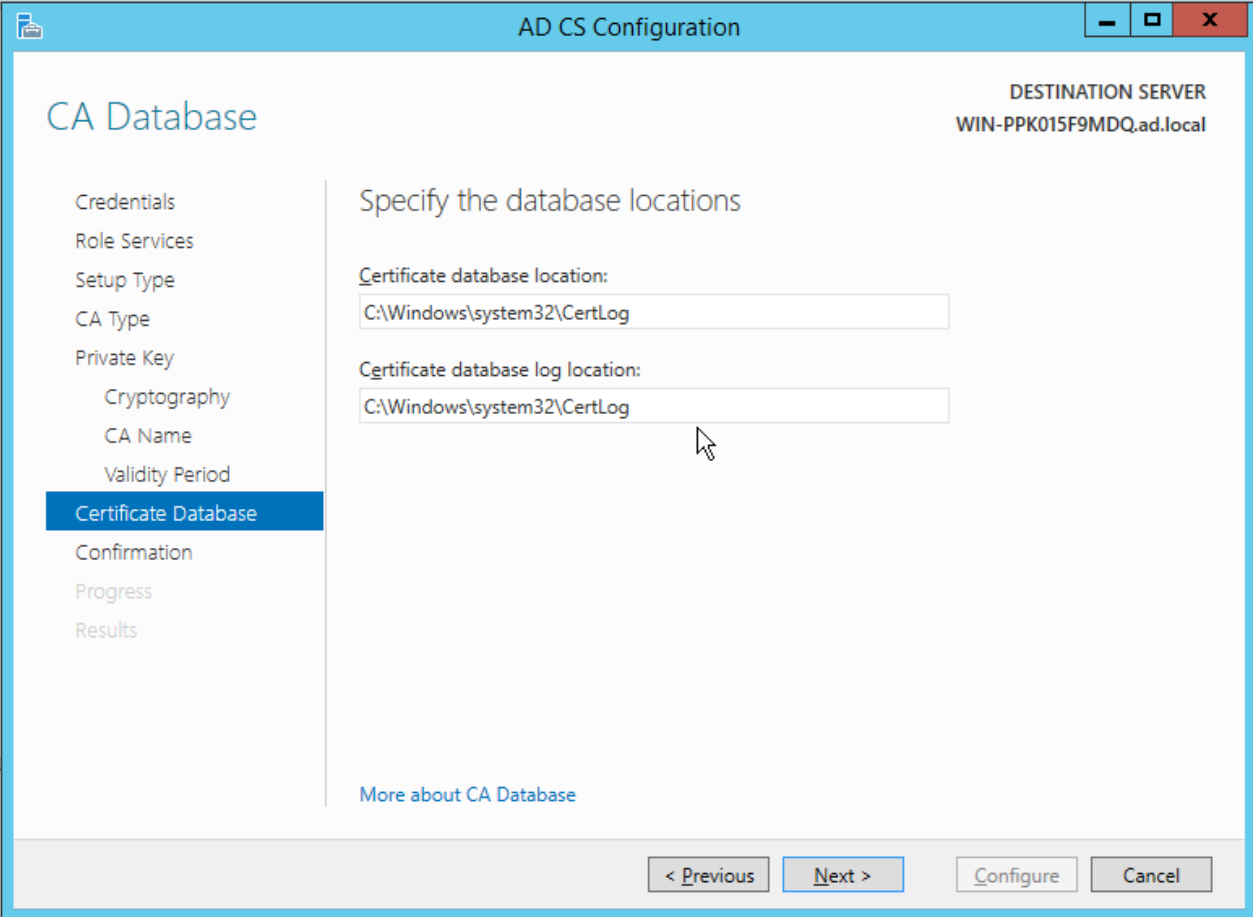 AD CS Configuration
CA Database
DESTINATION SERVER
WIN-PPK015F9MDQ.ad.local
Credentials
Role Services
Setup Type
CA Type
Private Key
Cryptography
CA Name
Validity Period
Certificate Database
Confirmation
Progress
Results
Specify the database locations
Certificate database location:
C:\Windows\system32\CertLog
Certificate database log location:
C:\Windows\system32\CertLog
More about CA Database
< Previous
Next >
Configure
Cancel